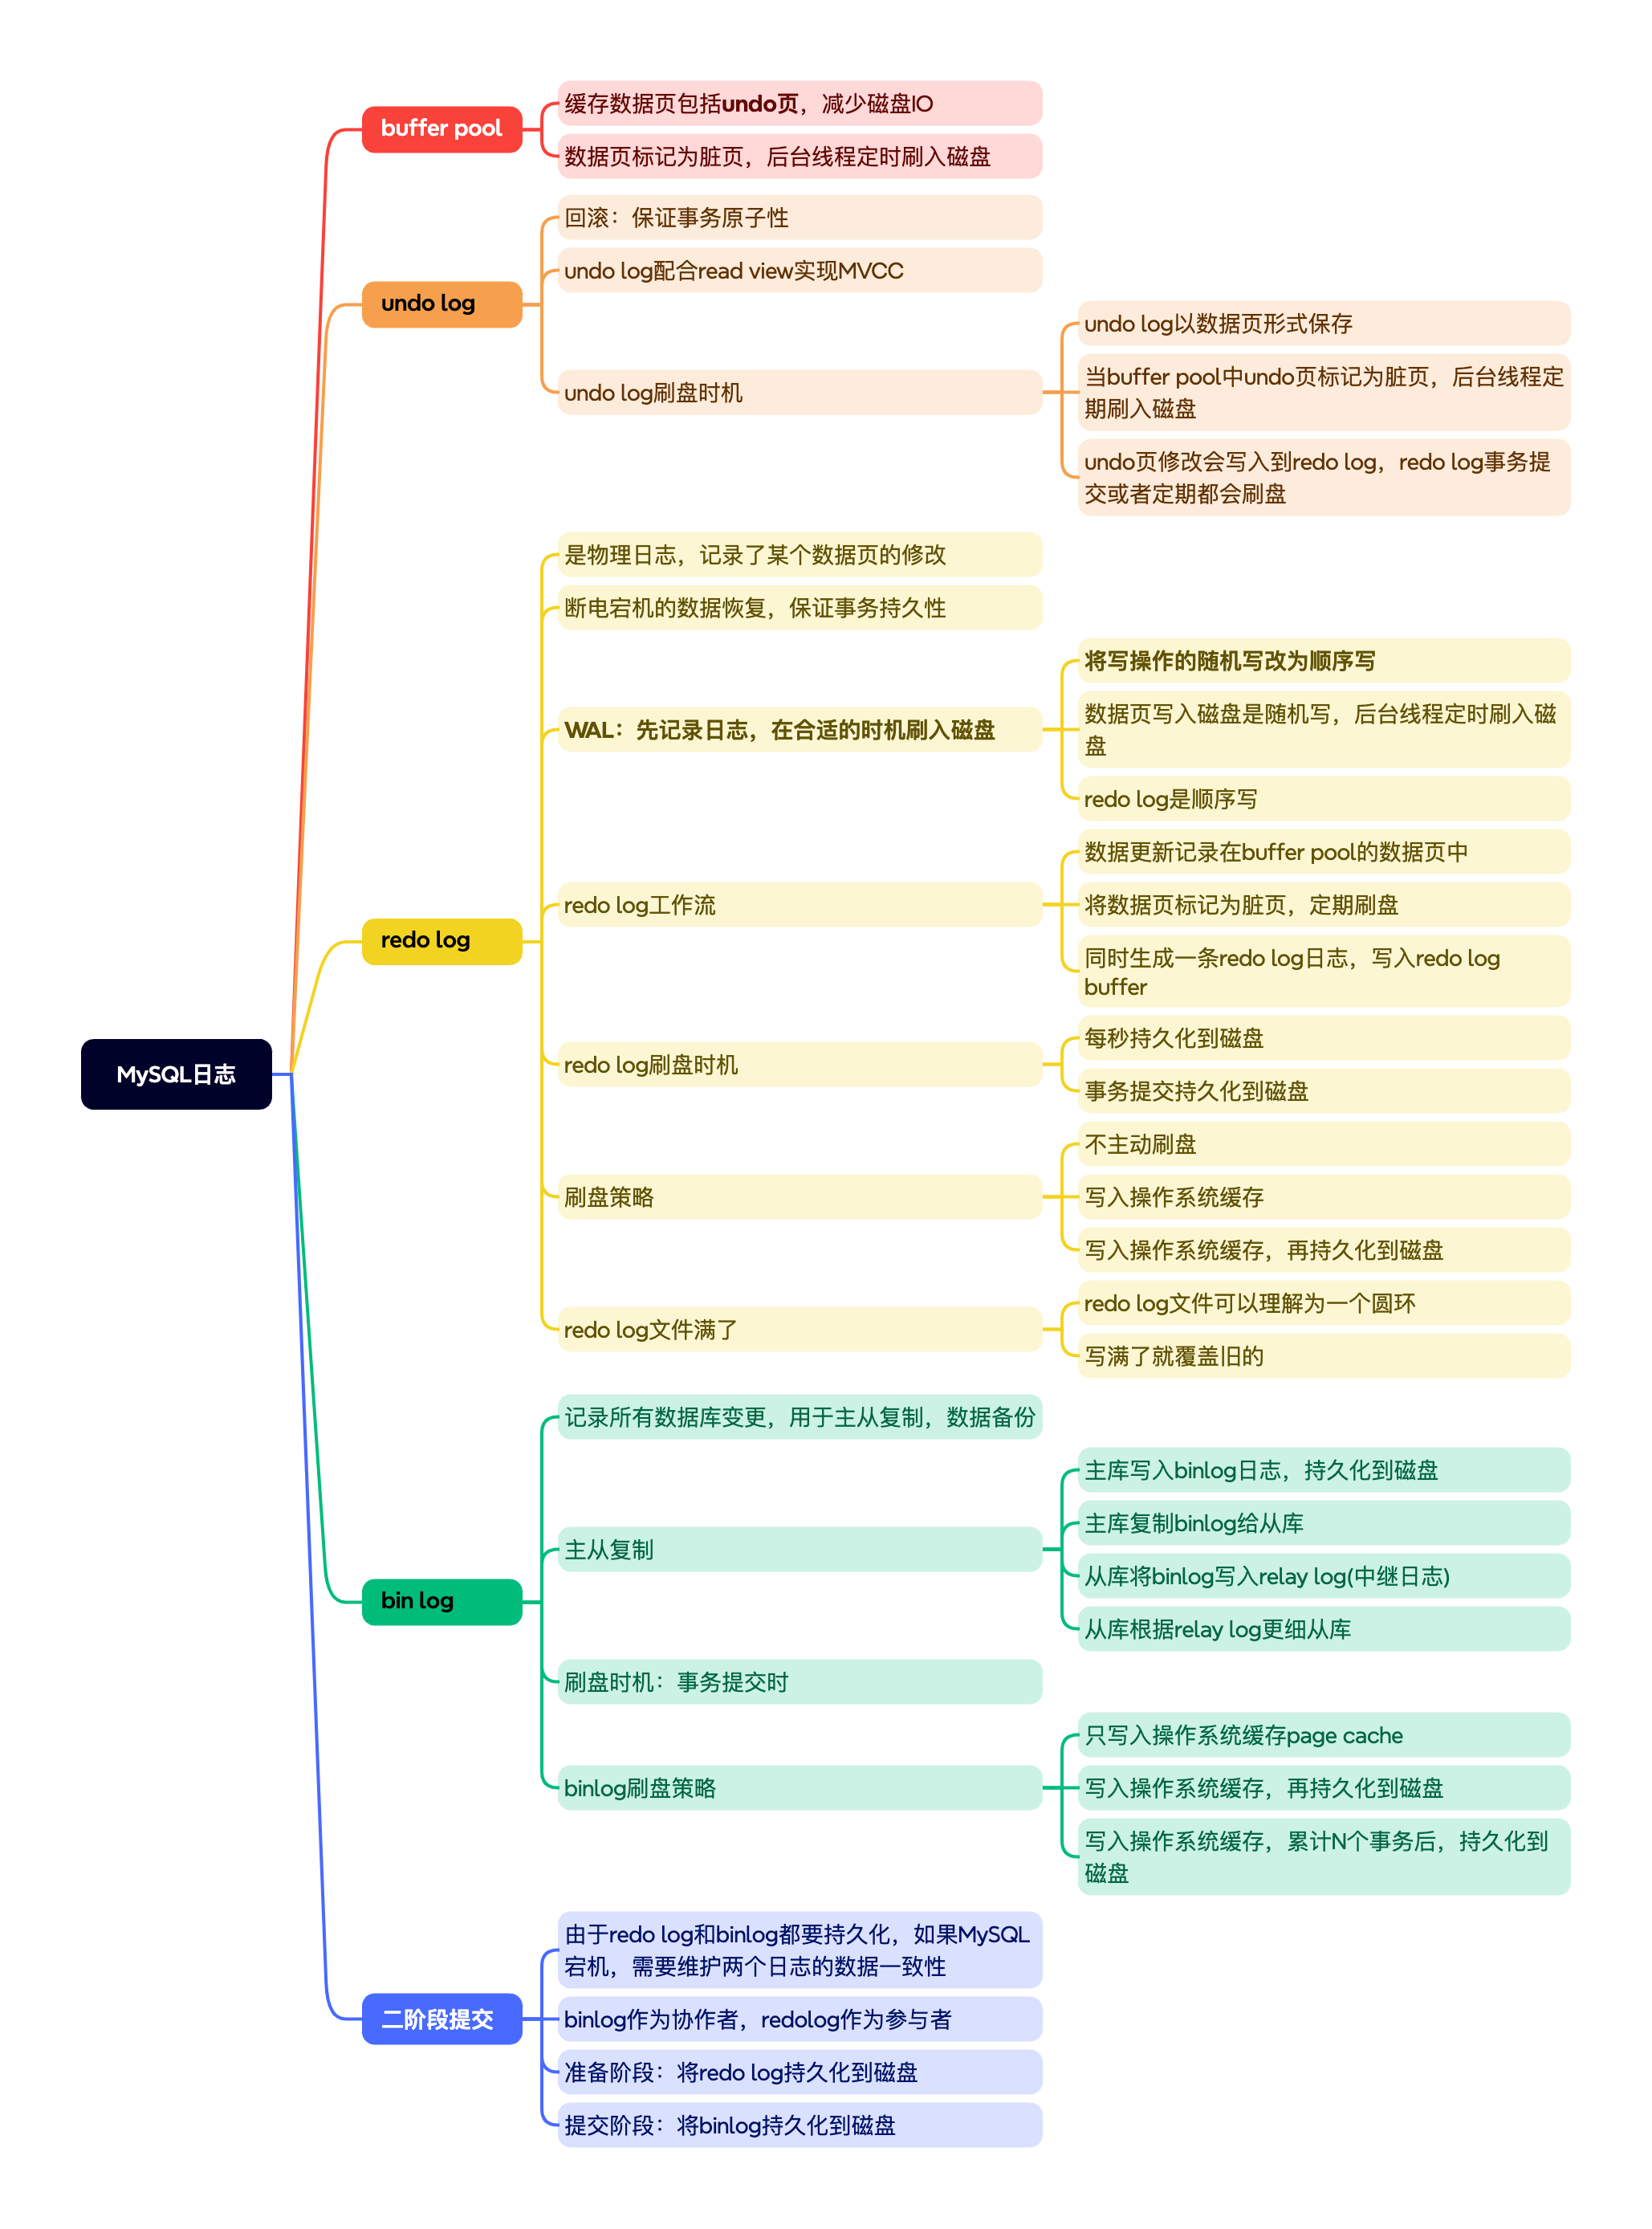 MySQL日志
buffer pool
缓存数据页包括undo页，减少磁盘IO
数据页标记为脏页，后台线程定时刷入磁盘
undo log
回滚：保证事务原子性
undo log配合read view实现MVCC
undo log刷盘时机
undo log以数据页形式保存
当buffer pool中undo页标记为脏页，后台线程定
期刷入磁盘
undo页修改会写入到redo log，redo log事务提
交或者定期都会刷盘
redo log
是物理日志，记录了某个数据页的修改
断电宕机的数据恢复，保证事务持久性
WAL：先记录日志，在合适的时机刷入磁盘
将写操作的随机写改为顺序写
数据页写入磁盘是随机写，后台线程定时刷入磁
盘
redo log是顺序写
redo log工作流
数据更新记录在buffer pool的数据页中
将数据页标记为脏页，定期刷盘
同时生成一条redo log日志，写入redo log
buffer
redo log刷盘时机
每秒持久化到磁盘
事务提交持久化到磁盘
刷盘策略
不主动刷盘
写入操作系统缓存
写入操作系统缓存，再持久化到磁盘
redo log文件满了
redo log文件可以理解为一个圆环
写满了就覆盖旧的
bin log
记录所有数据库变更，用于主从复制，数据备份
主从复制
主库写入binlog日志，持久化到磁盘
主库复制binlog给从库
从库将binlog写入relay log(中继日志)
从库根据relay log更细从库
刷盘时机：事务提交时
binlog刷盘策略
只写入操作系统缓存page cache
写入操作系统缓存，再持久化到磁盘
写入操作系统缓存，累计N个事务后，持久化到
磁盘
二阶段提交
由于redo log和binlog都要持久化，如果MySQL
宕机，需要维护两个日志的数据一致性
binlog作为协作者，redolog作为参与者
准备阶段：将redo log持久化到磁盘
提交阶段：将binlog持久化到磁盘